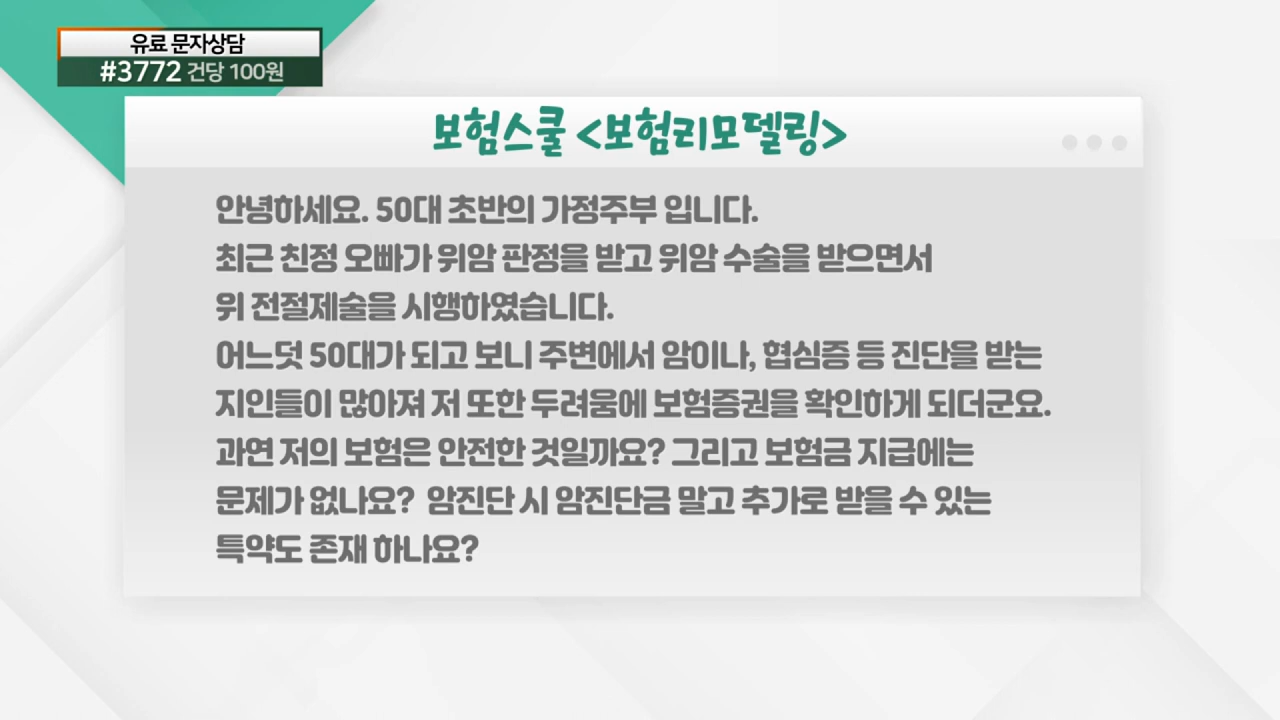 유료 문자상담
#3772 건당 100원
보험스쿨 <보험리모델링>
안녕하세요. 50대 초반의 가정주부 입니다.
최근 친정 오빠가 위암 판정을 받고 위암 수술을 받으면서
위 전절제술을 시행하였습니다.
어느덧 50대가 되고 보니 주변에서 암이나, 협심증 등 진단을 받는
지인들이 많아져 저 또한 두려움에 보험증권을 확인하게 되더군요.
과연 저의 보험은 안전한 것일까요? 그리고 보험금 지급에는
문제가 없나요? 암진단 시 암진단금 말고 추가로 받을 수 있는
특약도 존재 하나요?